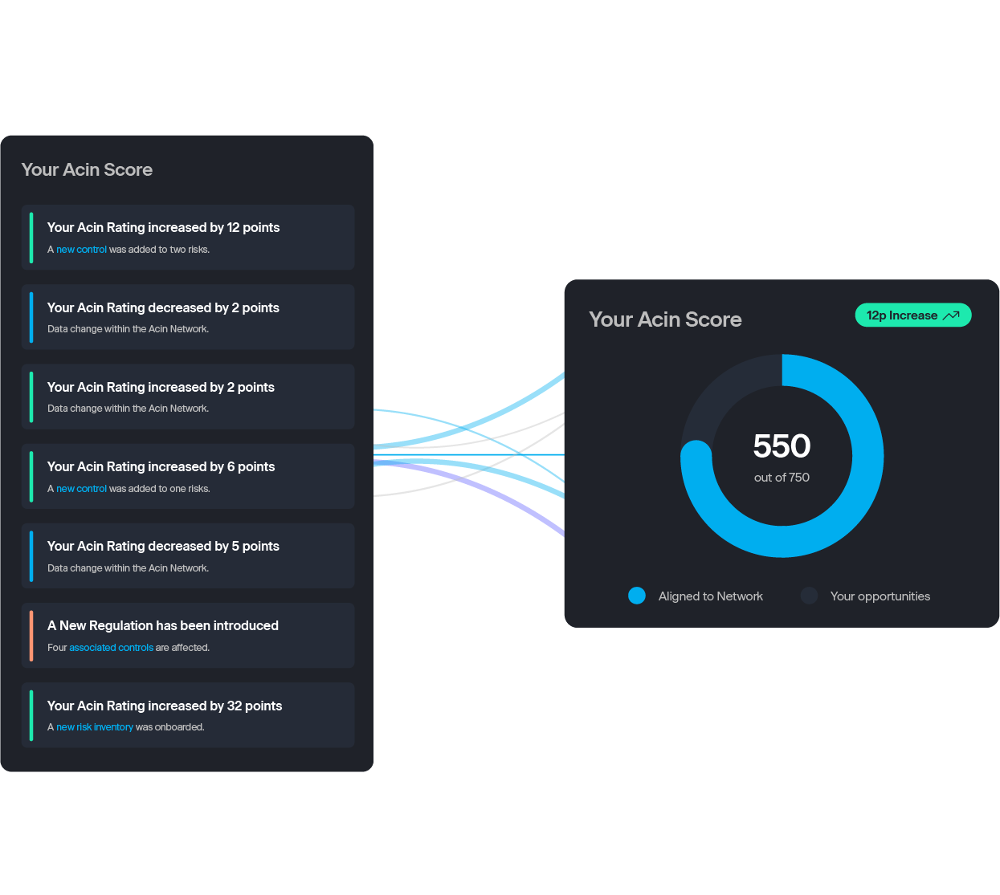 Your Acin Score
Your Acin Rating increased by 12 points
A new control was added to two risks.
Your Acin Rating decreased by 2 points
Data change within the Acin Network.
Your Acin Rating increased by 2 points
Data change within the Acin Network.
Your Acin Rating increased by 6 points
A new control was added to one risks.
Your Acin Rating decreased by 5 points
Data change within the Acin Network.
A New Regulation has been introduced
Four associated controls are affected.
Your Acin Rating increased by 32 points
A new risk inventory was onboarded.
Your Acin Score
12p Increase
550
out of 750
Aligned to Network
Your opportunities